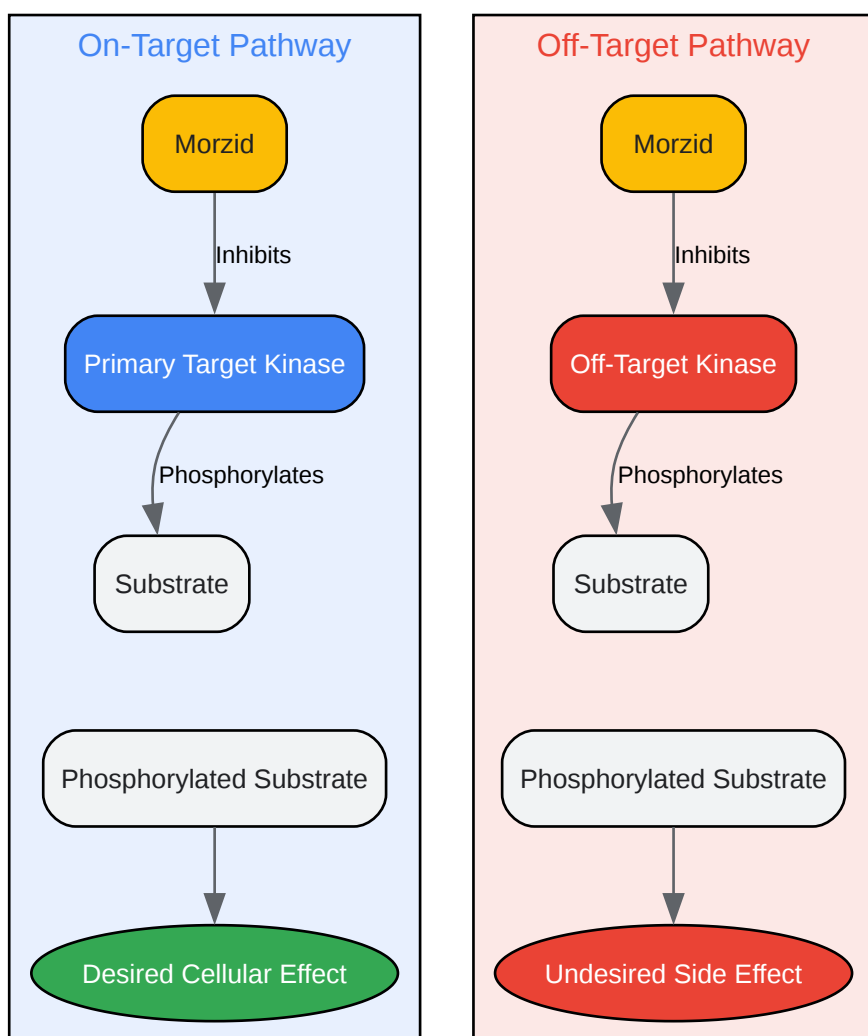 On-Target Pathway
Morzid
Inhibits
Primary Target Kinase
Phosphorylates
Substrate
Phosphorylated Substrate
Desired Cellular Effect
Off-Target Pathway
Morzid
Inhibits
Off-Target Kinase
Phosphorylates
Substrate
Phosphorylated Substrate
Undesired Side Effect